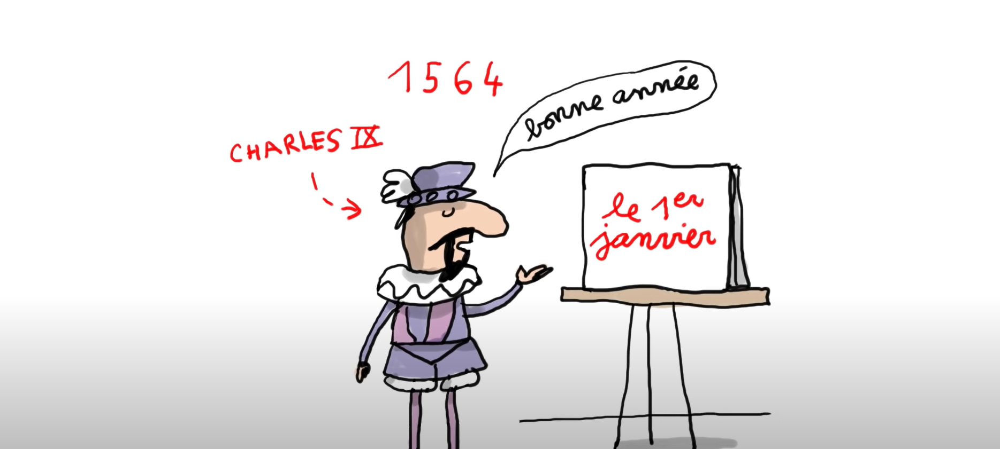 1564
bonne année
CHARLES IX
le 1er
janvier